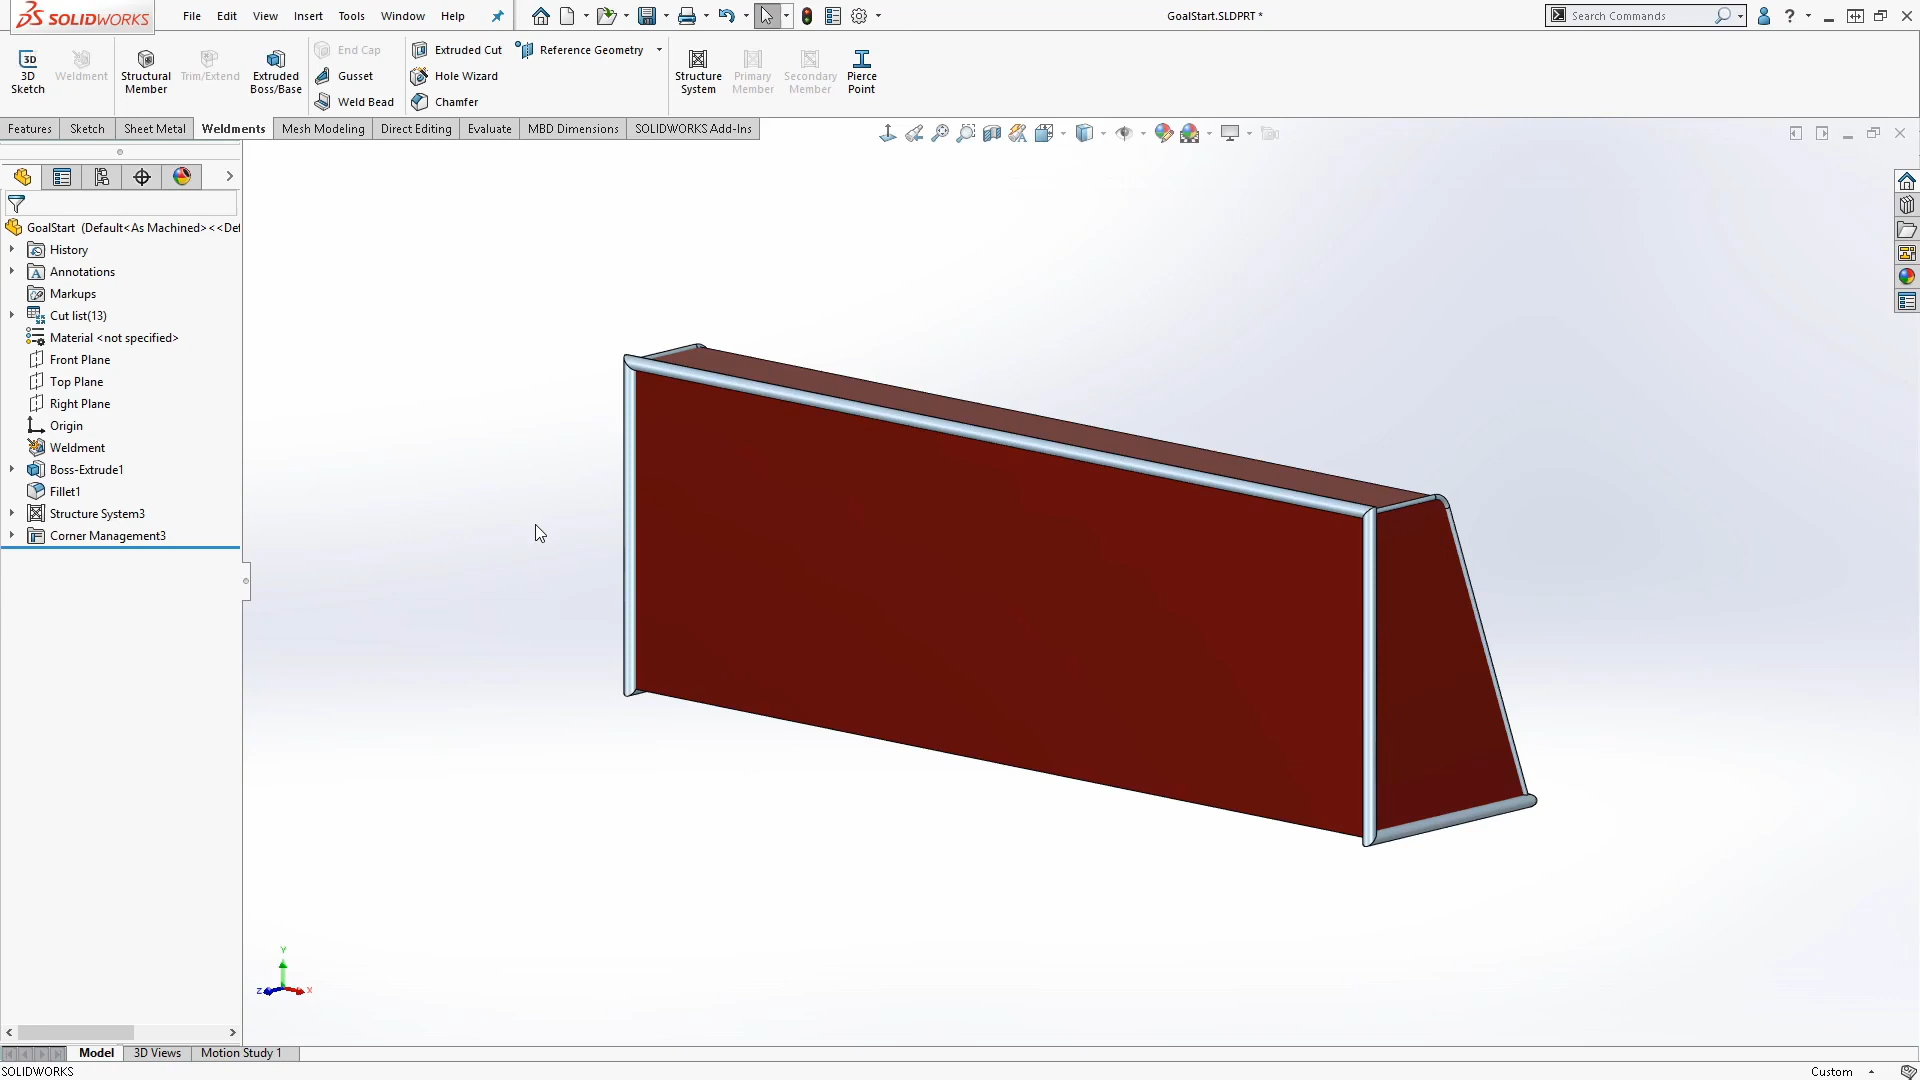 SOLIDWORKS File Edit View Insert Tools Window Help GoalStart.SLDPRT * Search Commands
3D Sketch
Weldment
Structural Member
Trim/Extend
Extruded Boss/Base
End Cap
Gusset
Weld Bead
Extruded Cut
Hole Wizard
Chamfer
Reference Geometry
Structure System
Primary Member
Secondary Member
Pierce Point
Features Sketch Sheet Metal Weldments Mesh Modeling Direct Editing Evaluate MBD Dimensions SOLIDWORKS Add-Ins
GoalStart (Default<As Machined><<Def
History
Annotations
Markups
Cut list(13)
Material <not specified>
Front Plane
Top Plane
Right Plane
Origin
Weldment
Boss-Extrude1
Fillet1
Structure System3
Corner Management3
Y
Z X
Model 3D Views Motion Study 1
SOLIDWORKS Custom